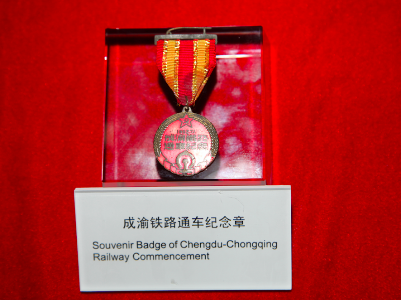 成渝铁路通车纪念章
Souvenir Badge of Chengdu-Chongqing
Railway Commencement